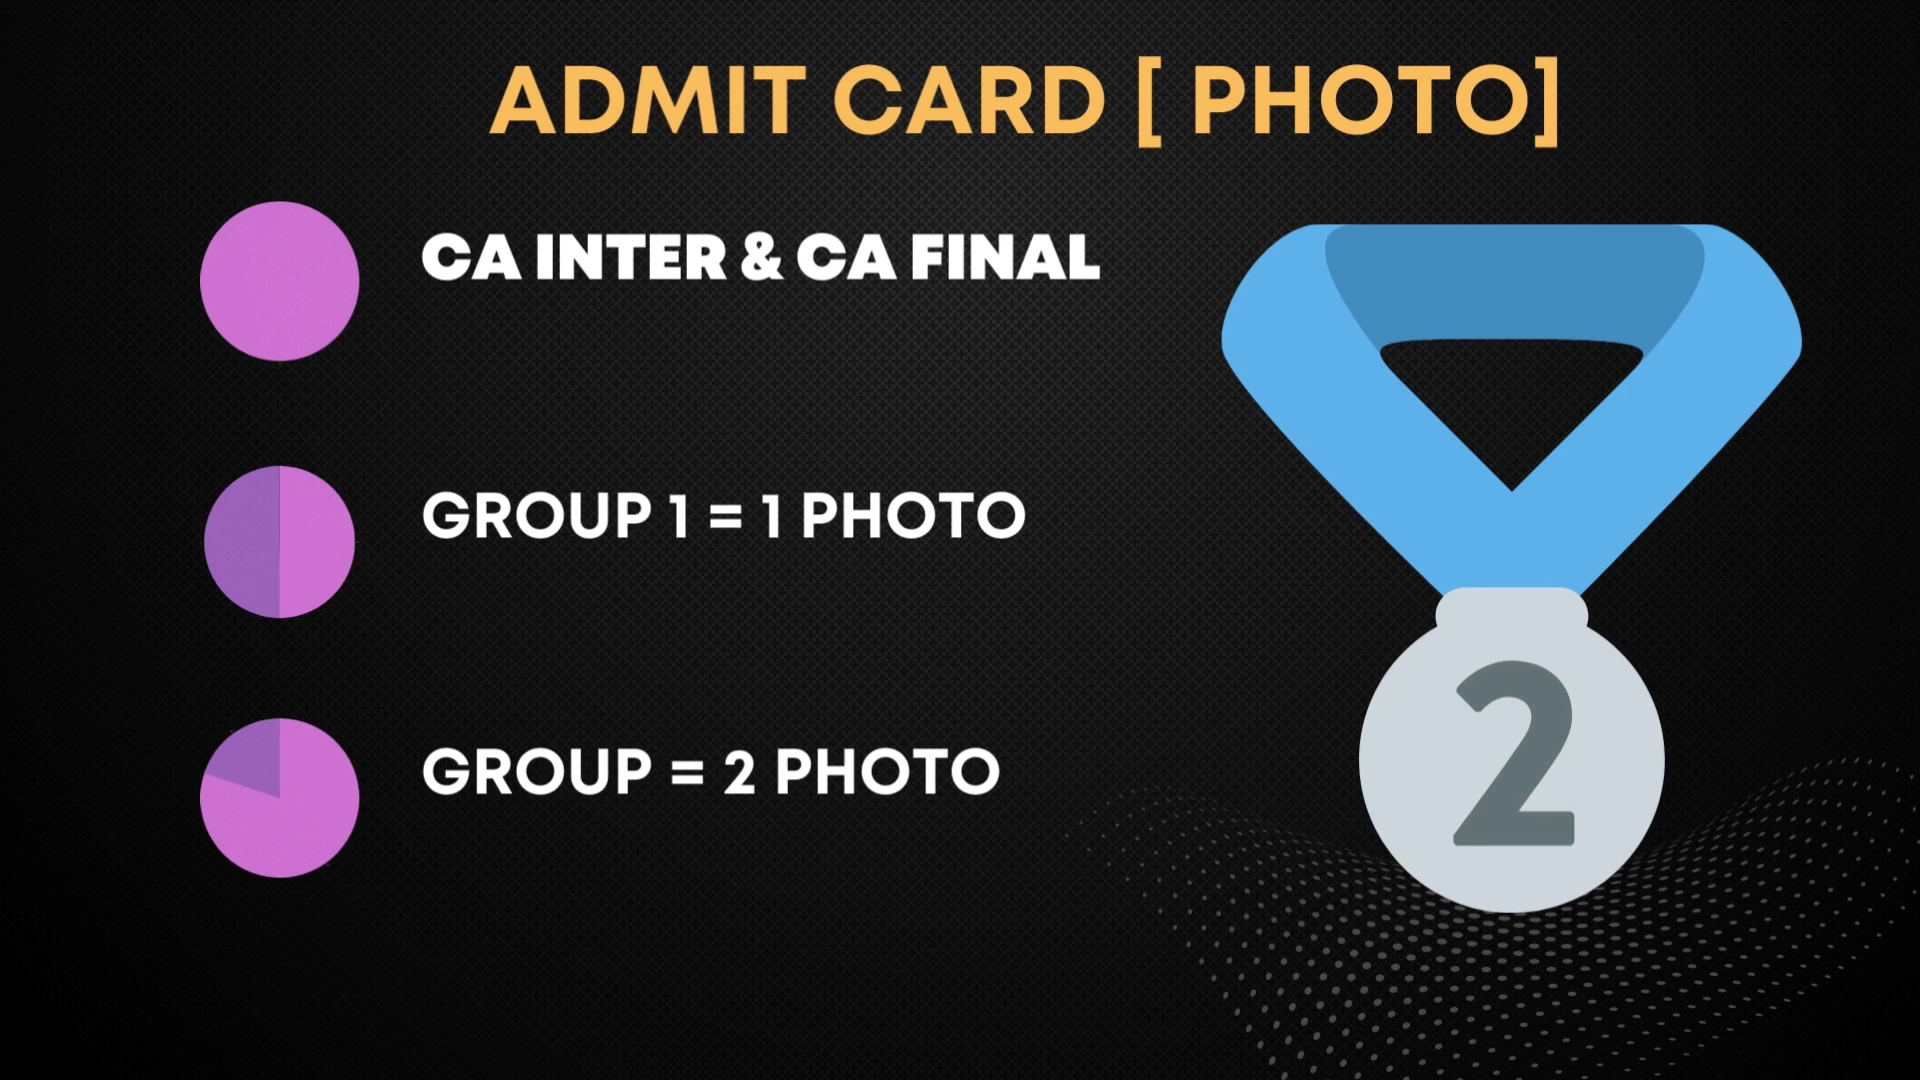 ADMIT CARD [ PHOTO]
CA INTER & CA FINAL
GROUP 1 = 1 PHOTO
GROUP = 2 PHOTO
2